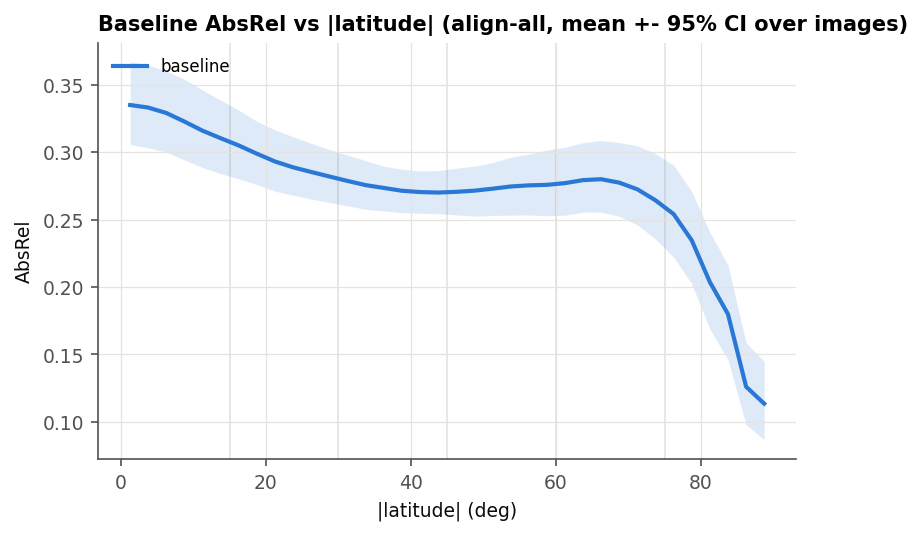 Baseline AbsRel vs |latitude| (align-all, mean +- 95% CI over images)
baseline
AbsRel
0.35
0.30
0.25
0.20
0.15
0.10
0 20 40 60 80
|latitude| (deg)